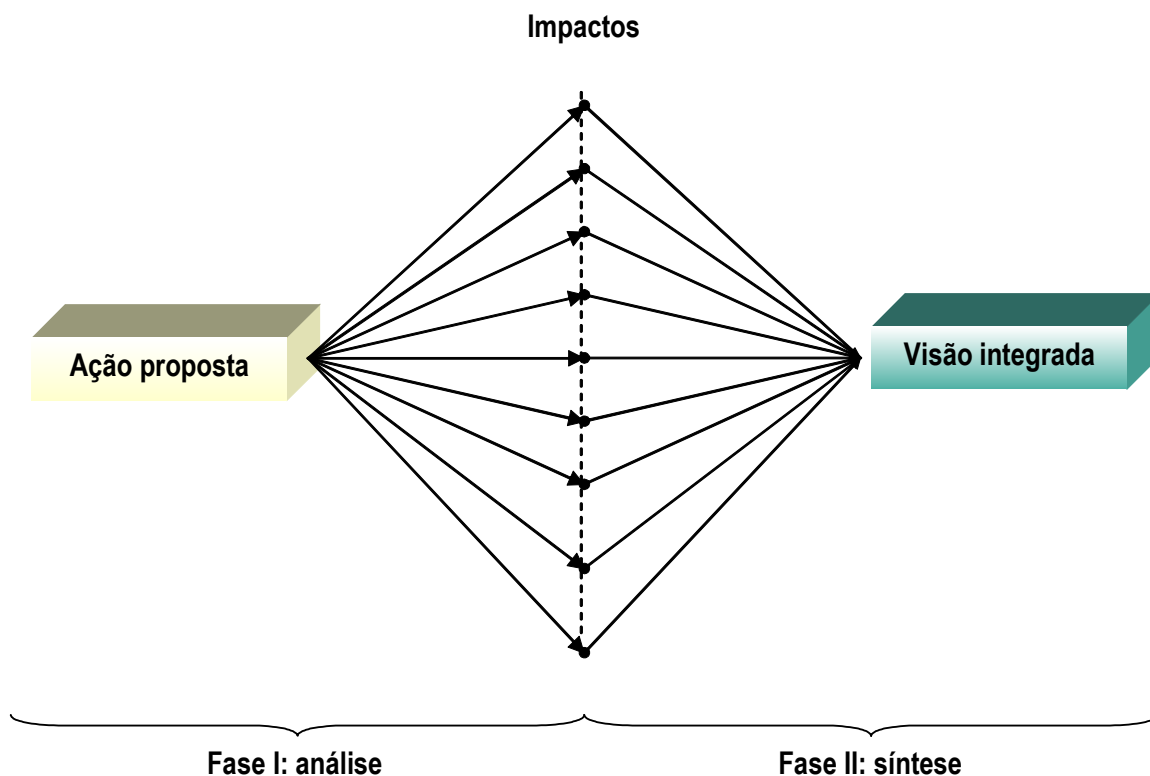 Impactos
Ação proposta
Visão integrada
Fase I: análise
Fase II: síntese